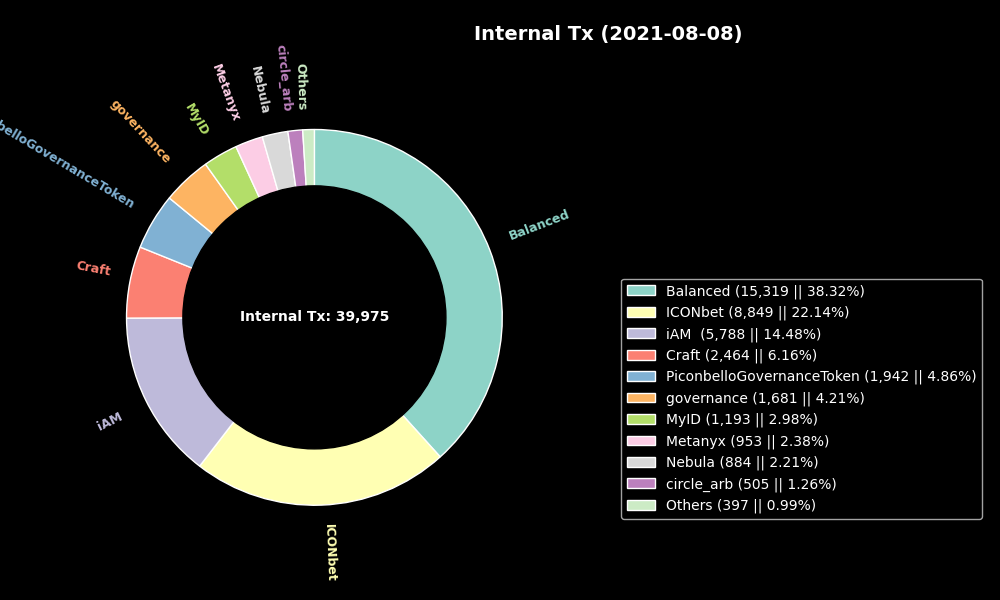 Internal Tx (2021-08-08)
Others
circle_arb
Nebula
Metanyx
MyID
governance
belloGovernanceToken
Craft
iAM
ICONbet
Balanced
Internal Tx: 39,975
Balanced (15,319 || 38.32%)
ICONbet (8,849 || 22.14%)
iAM  (5,788 || 14.48%)
Craft (2,464 || 6.16%)
PiconbelloGovernanceToken (1,942 || 4.86%)
governance (1,681 || 4.21%)
MyID (1,193 || 2.98%)
Metanyx (953 || 2.38%)
Nebula (884 || 2.21%)
circle_arb (505 || 1.26%)
Others (397 || 0.99%)